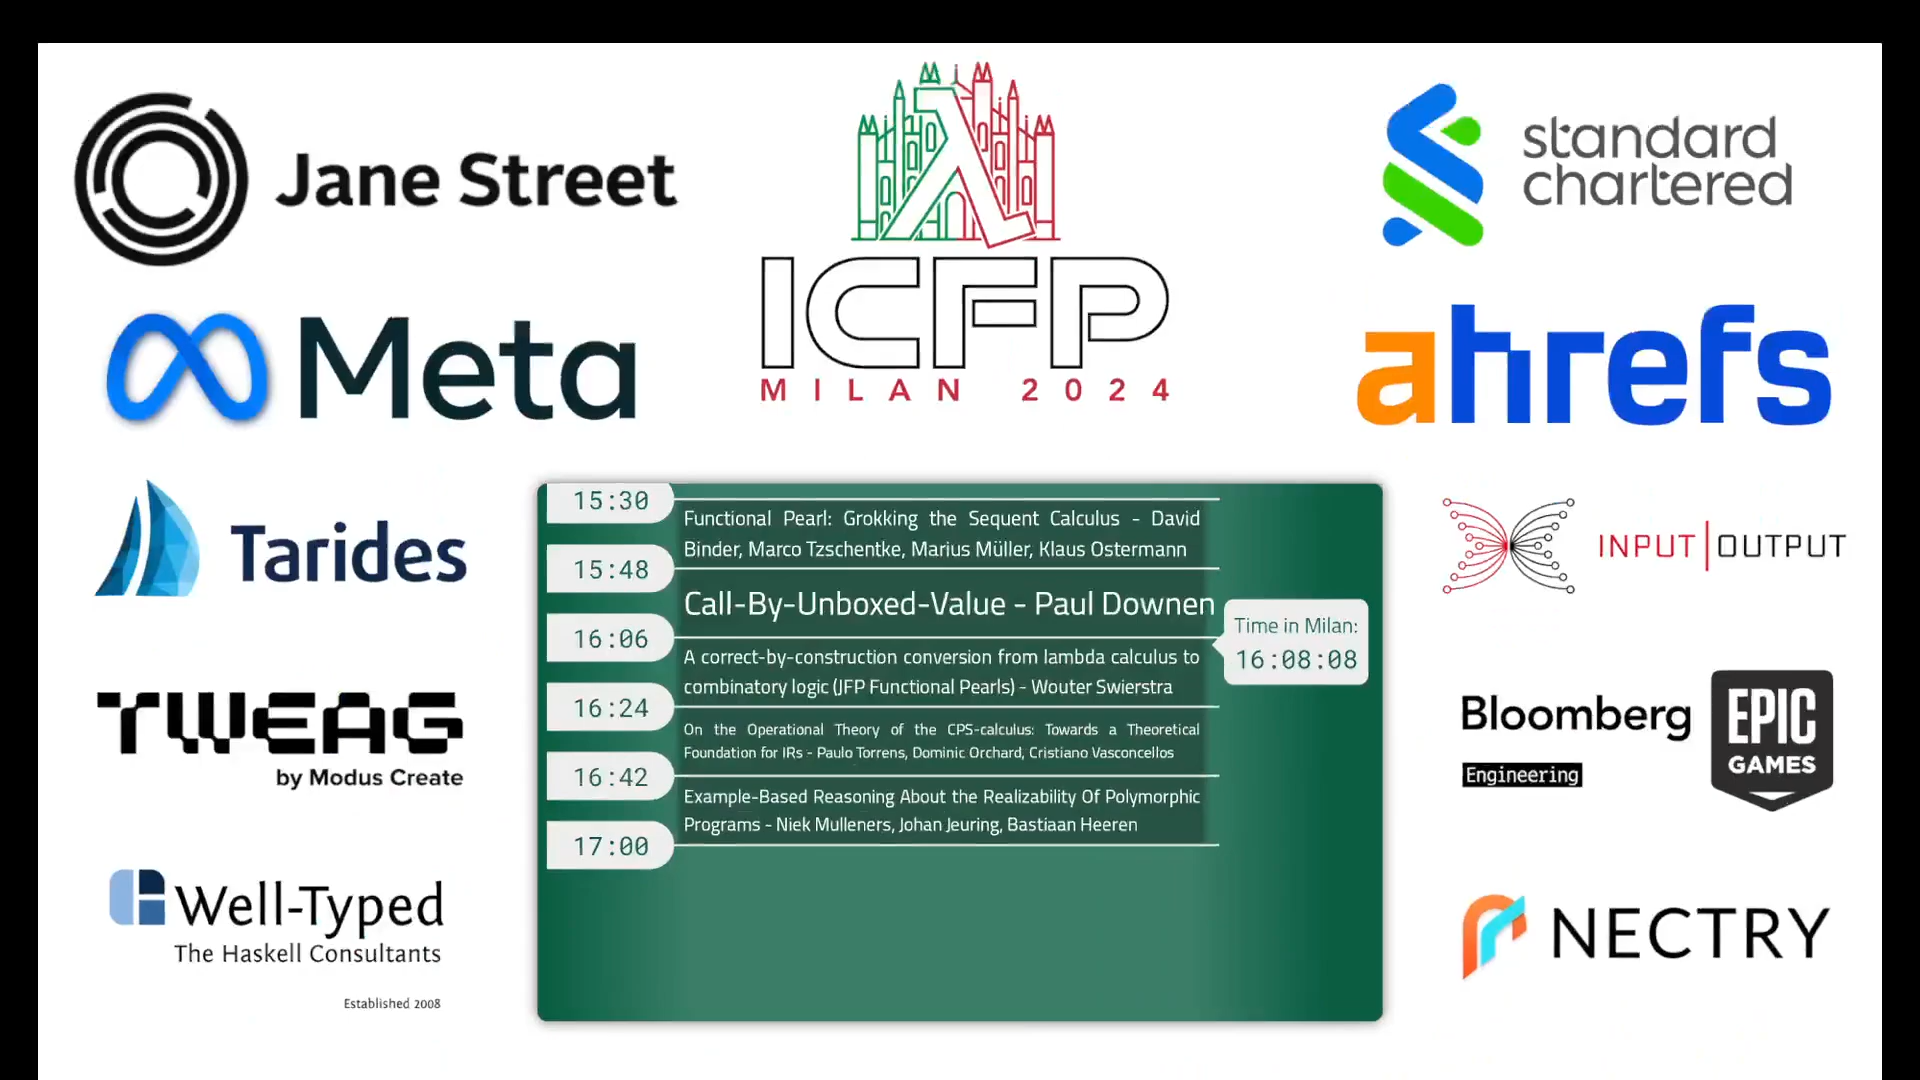 Jane Street
ICFP
MILAN 2024
standard
chartered
Meta
ahrefs
Tarides
15:30
Functional Pearl: Grokking the Sequent Calculus - David
Binder, Marco Tzschentke, Marius Müller, Klaus Ostermann
15:48
Call-By-Unboxed-Value - Paul Downen
16:06
A correct-by-construction conversion from lambda calculus to
combinatory logic (JFP Functional Pearls) - Wouter Swierstra
16:24
On the Operational Theory of the CPS-calculus: Towards a Theoretical
Foundation for IRs - Paulo Torrens, Dominic Orchard, Cristiano Vasconcellos
16:42
Example-Based Reasoning About the Realizability Of Polymorphic
Programs - Niek Mulleners, Johan Jeuring, Bastiaan Heeren
17:00
Time in Milan:
16:08:08
INPUT | OUTPUT
TWEAG
by Modus Create
Bloomberg
Engineering
EPIC
GAMES
Well-Typed
The Haskell Consultants
Established 2008
NECTRY